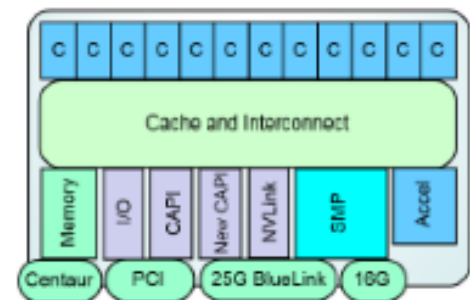 C C C C C C C C C C C C
Cache and Interconnect
Memory I/O CAPI New CAPI NVLink SMP Accel
Centaur PCI 25G BlueLink 16G